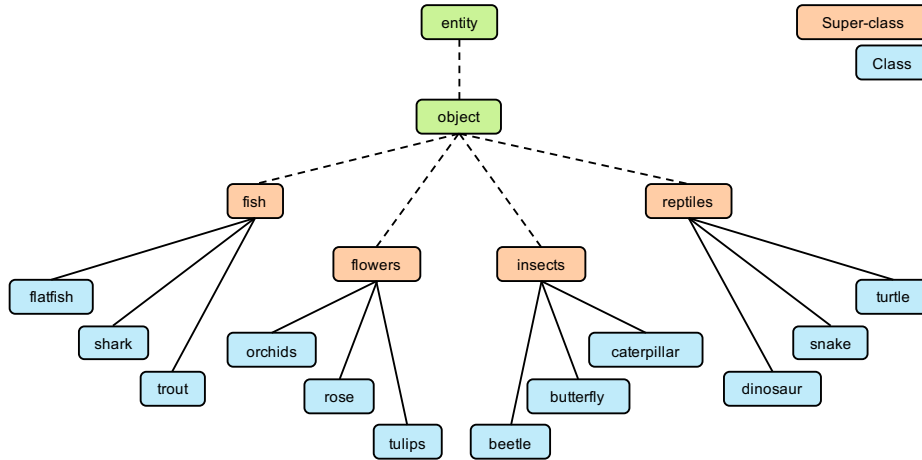 entity
Super-class
Class
object
fish
reptiles
flowers
insects
flatfish
turtle
shark
orchids
caterpillar
snake
trout
rose
butterfly
dinosaur
tulips
beetle